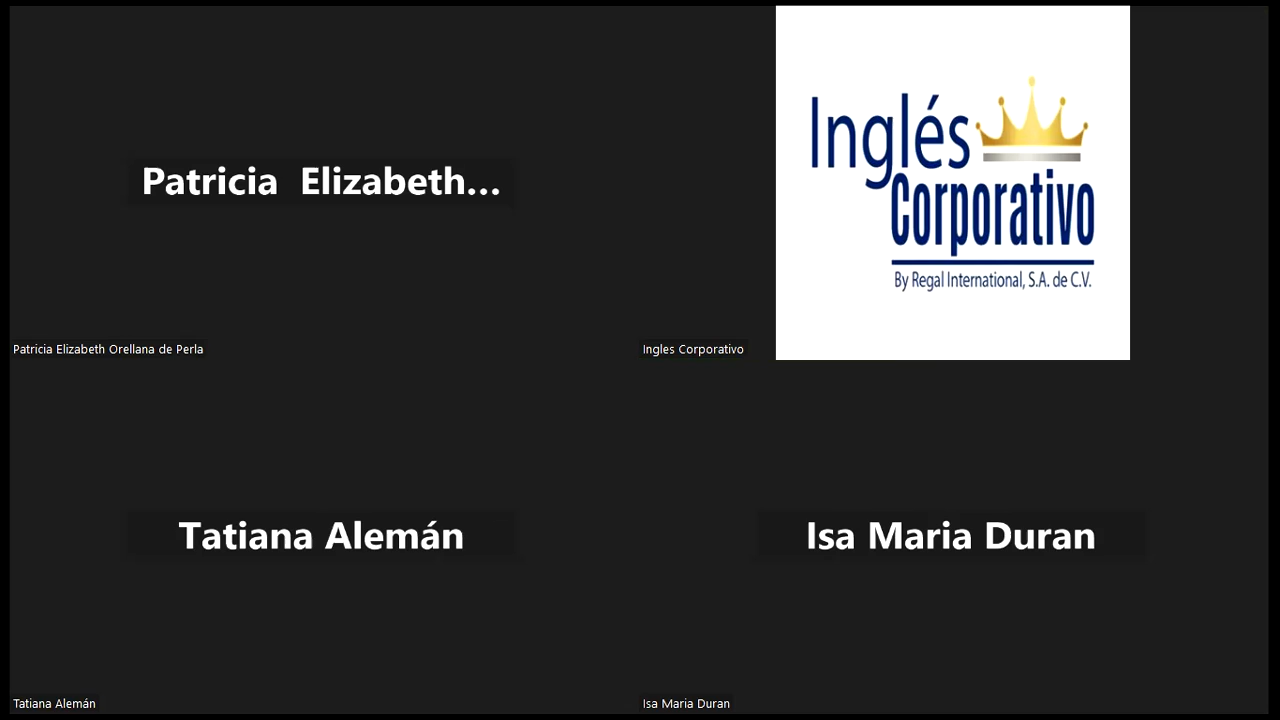 Patricia  Elizabeth...
Patricia Elizabeth Orellana de Perla
Inglés
Corporativo
By Regal International, S.A. de C.V.
Ingles Corporativo
Tatiana Alemán
Tatiana Alemán
Isa Maria Duran
Isa Maria Duran